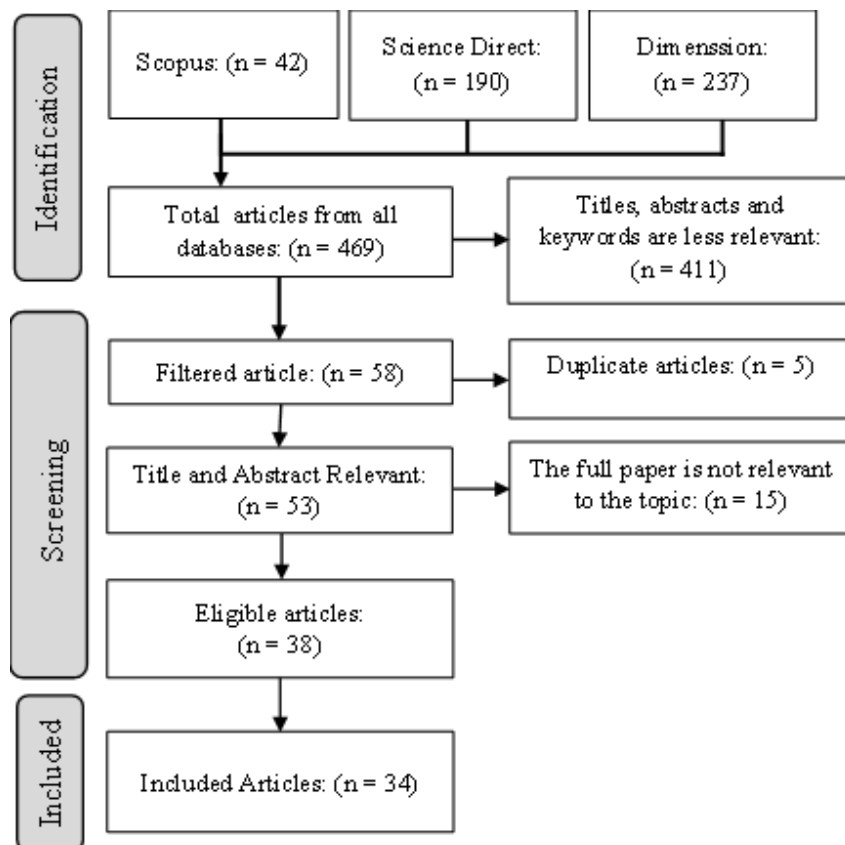 Identification
Scopus: (n = 42)
Science Direct:
(n = 190)
Dimenssion:
(n = 237)
Total articles from all
databases: (n = 469)
Titles, abstracts and
keywords are less relevant:
(n = 411)
Screening
Filtered article: (n = 58)
Duplicate articles: (n = 5)
Title and Abstract Relevant:
(n = 53)
The full paper is not relevant
to the topic: (n = 15)
Eligible articles:
(n = 38)
Included
Included Articles: (n = 34)